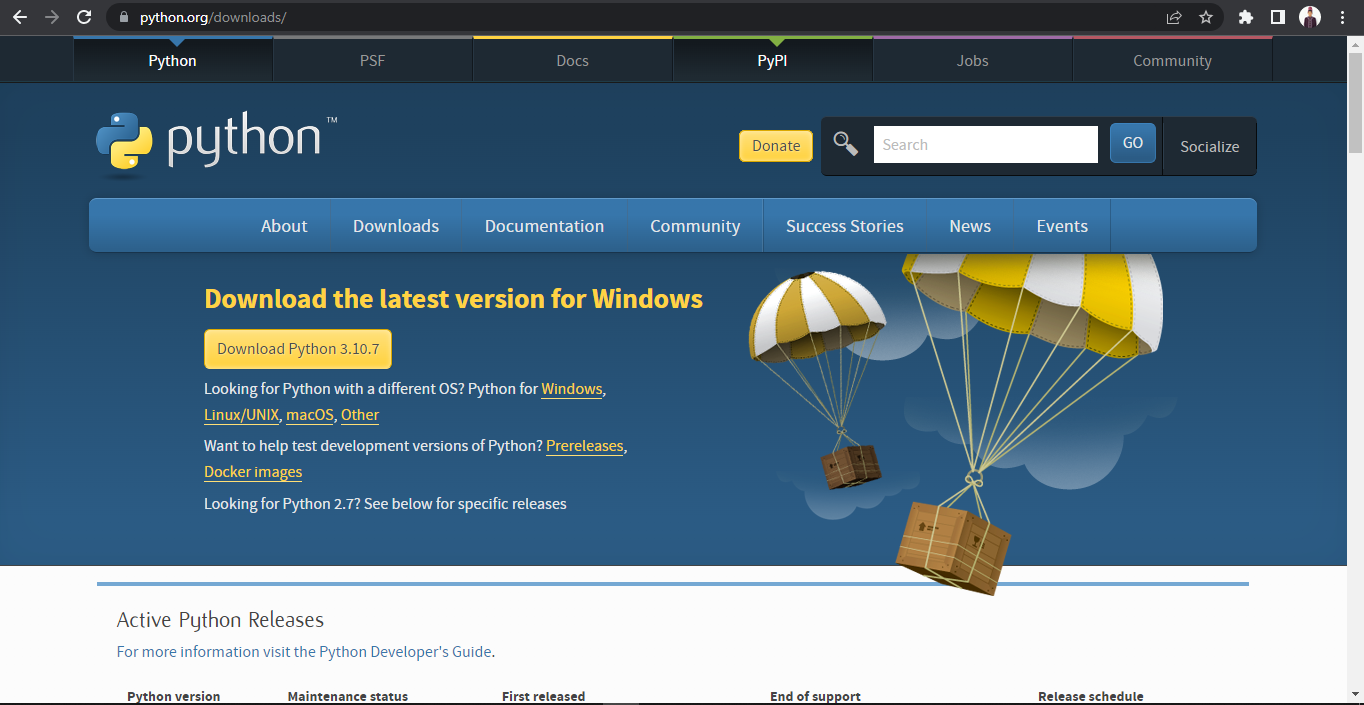 python.org/downloads/
Python
PSF
Docs
PyPI
Jobs
Community
python™
Donate
Search
GO
Socialize
About
Downloads
Documentation
Community
Success Stories
News
Events
Download the latest version for Windows
Download Python 3.10.7
Looking for Python with a different OS? Python for Windows,
Linux/UNIX, macOS, Other
Want to help test development versions of Python? Prereleases,
Docker images
Looking for Python 2.7? See below for specific releases
Active Python Releases
For more information visit the Python Developer's Guide.
Python version
Maintenance status
First released
End of support
Release schedule